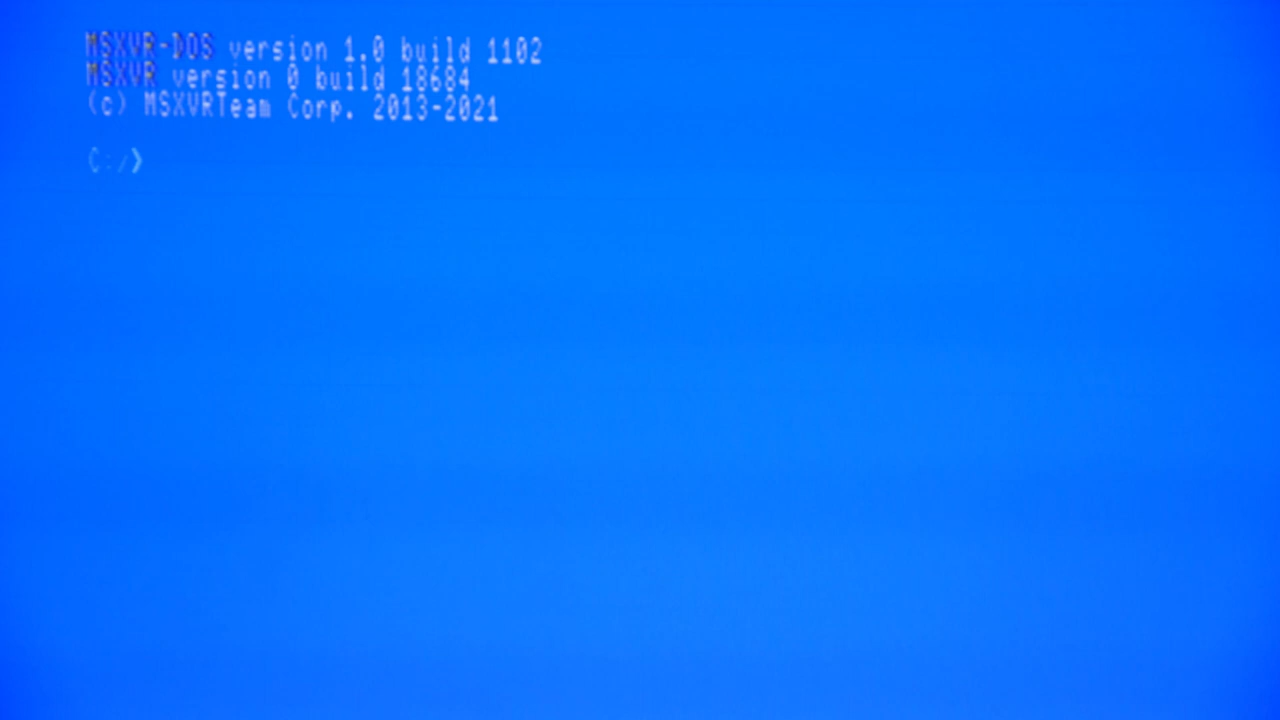 MSXVR-DOS version 1.0 build 1102
MSXVR version 0 build 18684
(c) MSXVRTeam Corp. 2013-2021
C:/>